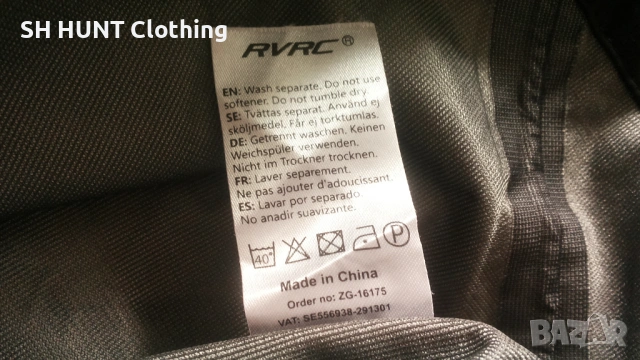 SH HUNT Clothing
RVRC®
EN: Wash separate. Do not use
softener. Do not tumble dry.
SE: Tvättas separat. Använd ej
sköljmedel. Får ej torktumlas.
DE: Getrennt waschen. Keinen
Weichspüler verwenden.
Nicht im Trockner trocknen.
FR: Laver separement.
Ne pas ajouter d'adoucissant.
ES: Lavar por separado.
No anadir suavizante.
40° P
Made in China
Order no: ZG-16175
VAT: SE556938-291301
BAZAR